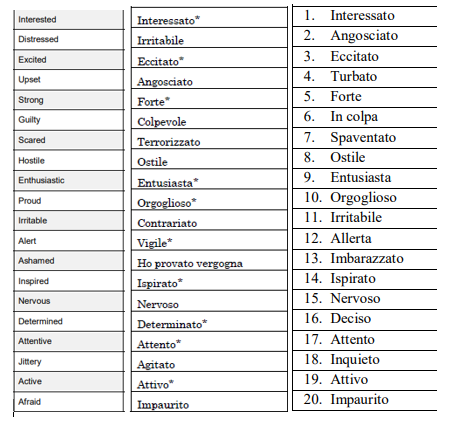 Interested Interessato* 1. Interessato
Distressed Irritabile 2. Angosciato
Excited Eccitato* 3. Eccitato
Upset Angosciato 4. Turbato
Strong Forte* 5. Forte
Guilty Colpevole 6. In colpa
Scared Terrorizzato 7. Spaventato
Hostile Ostile 8. Ostile
Enthusiastic Entusiasta* 9. Entusiasta
Proud Orgoglioso* 10. Orgoglioso
Irritable Contrariato 11. Irritabile
Alert Vigile* 12. Allerta
Ashamed Ho provato vergogna 13. Imbarazzato
Inspired Ispirato* 14. Ispirato
Nervous Nervoso 15. Nervoso
Determined Determinato* 16. Deciso
Attentive Attento* 17. Attento
Jittery Agitato 18. Inquieto
Active Attivo* 19. Attivo
Afraid Impaurito 20. Impaurito